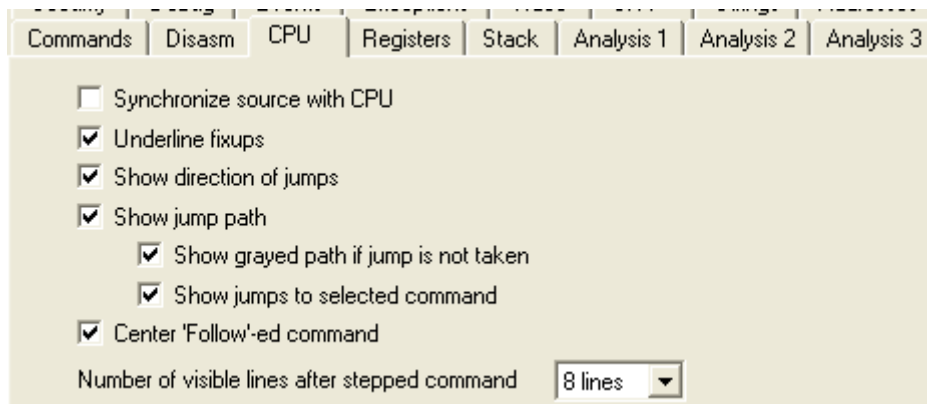 Commands Disasm CPU Registers Stack Analysis 1 Analysis 2 Analysis 3
Synchronize source with CPU
Underline fixups
Show direction of jumps
Show jump path
Show grayed path if jump is not taken
Show jumps to selected command
Center 'Follow'-ed command
Number of visible lines after stepped command 8 lines